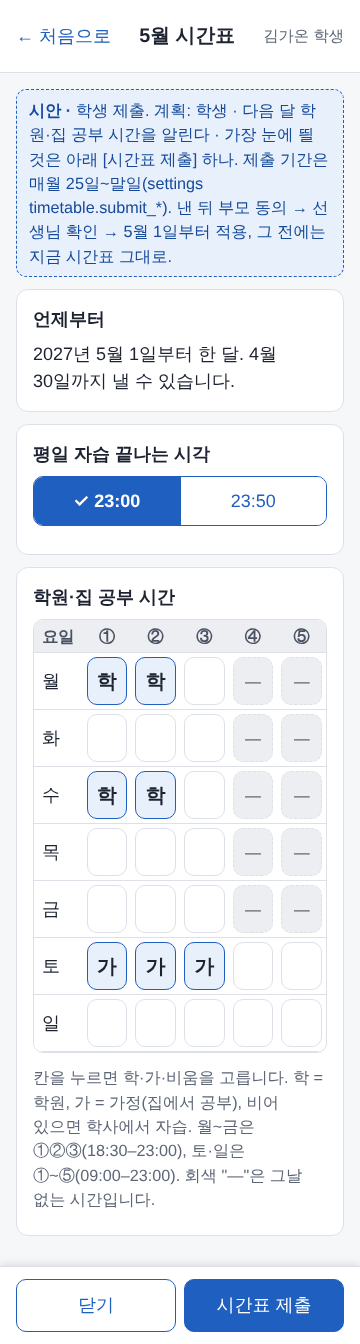 ← 처음으로 5월 시간표 김가온 학생
시안 · 학생 제출. 계획: 학생 · 다음 달 학
원·집 공부 시간을 알린다 · 가장 눈에 띌
것은 아래 [시간표 제출] 하나. 제출 기간은
매월 25일~말일(settings
timetable.submit_*). 낸 뒤 부모 동의 → 선
생님 확인 → 5월 1일부터 적용, 그 전에는
지금 시간표 그대로.
언제부터
2027년 5월 1일부터 한 달. 4월
30일까지 낼 수 있습니다.
평일 자습 끝나는 시각
✓ 23:00 23:50
학원·집 공부 시간
요일 ① ② ③ ④ ⑤
월 학 학 — —
화 — —
수 학 학 — —
목 — —
금 — —
토 가 가 가
일
칸을 누르면 학·가·비움을 고릅니다. 학 =
학원, 가 = 가정(집에서 공부), 비어
있으면 학사에서 자습. 월~금은
①②③(18:30–23:00), 토·일은
①~⑤(09:00–23:00). 회색 "—"은 그날
없는 시간입니다.
닫기 시간표 제출